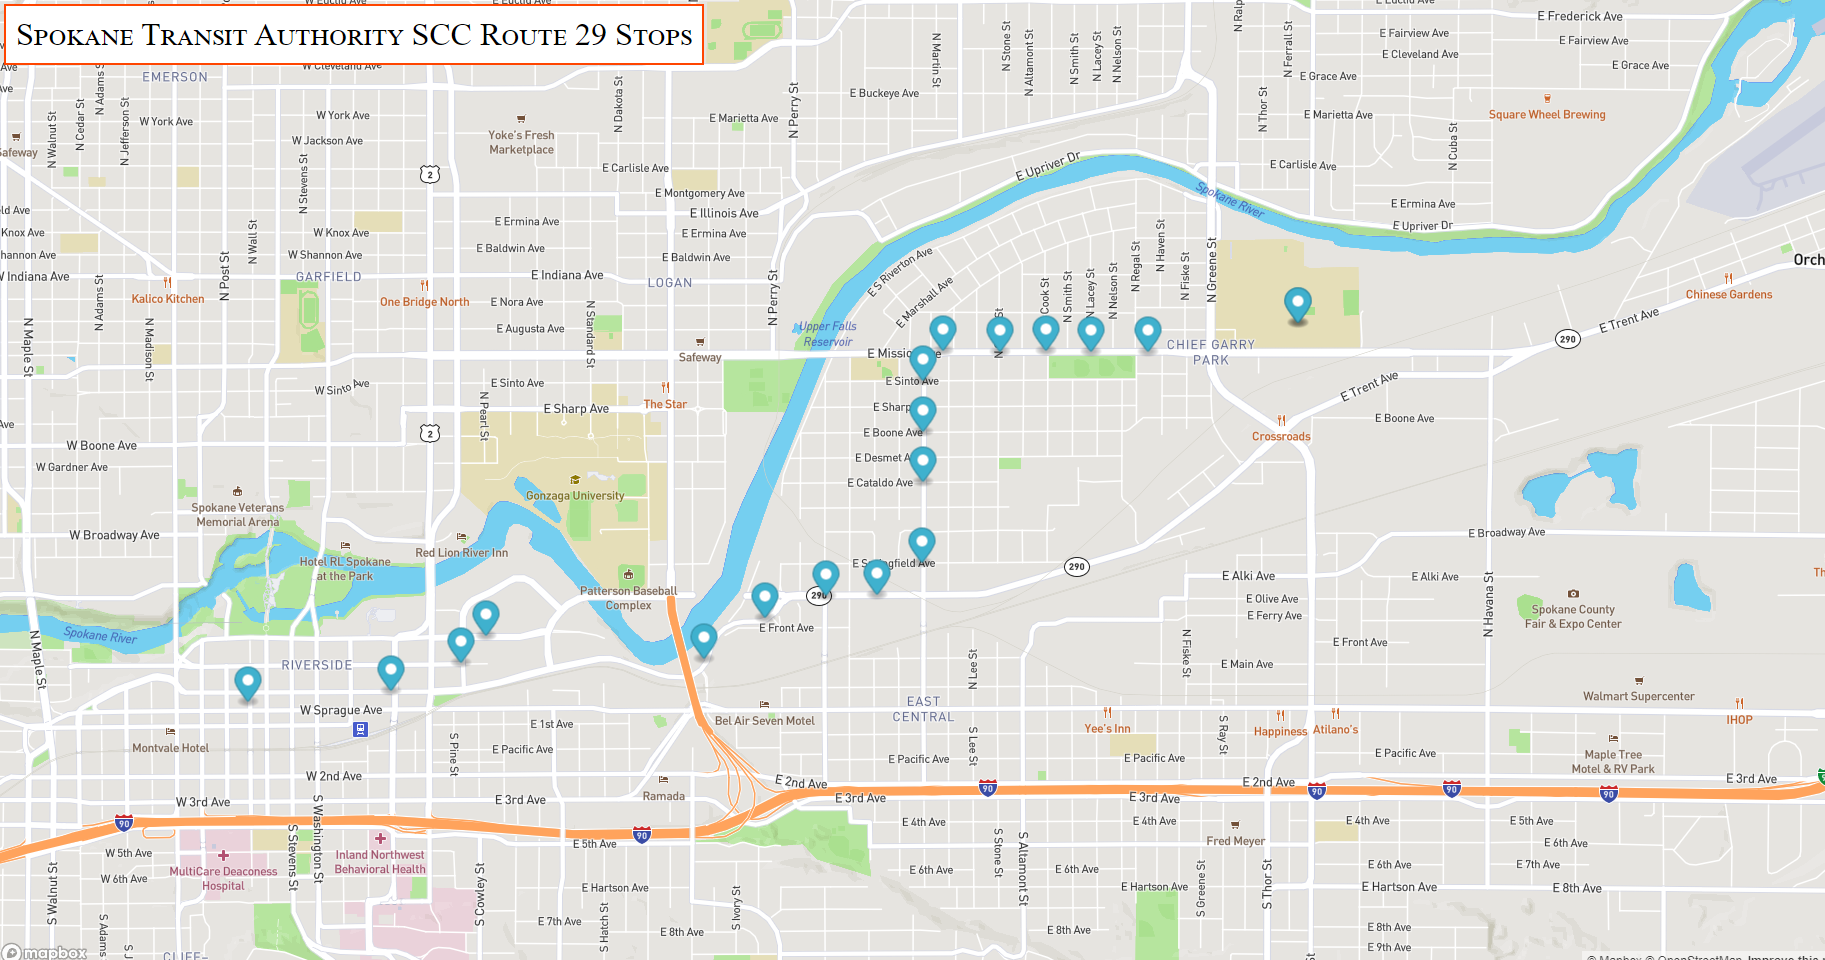 SPOKANE TRANSIT AUTHORITY SCC ROUTE 29 STOPS
E Frederick Ave
E Fairview Ave
E Fairview Ave
E Cleveland Ave
E Grace Ave
E Grace Ave
W Cleveland Ave
EMERSON
N Adams S
N Cedar St
N Walnut St
N Jefferson St
W York Ave
W York Ave
W Jackson Ave
Yoke's Fresh
Marketplace
N Dakota St
E Marietta Ave
N Perry St
E Buckeye Ave
N Martin St
N Stone St
N Altamont St
N Smith St
N Lacey St
N Nelson St
N Ralp
N Ferrall St
N Thor St
E Marietta Ave
Square Wheel Brewing
N Cuba St
Safeway
2
E Carlisle Ave
E Carlisle Ave
E Upriver Dr
N Stevens St
E Montgomery Ave
E Illinois Ave
Spokane River
E Ermina Ave
E Upriver Dr
ld Ave
Knox Ave
W Knox Ave
E Ermina Ave
E Ermina Ave
E Baldwin Ave
E Baldwin Ave
hannon Ave
W Shannon Ave
N Wall St
N Post St
W Indiana Ave
GARFIELD
E Indiana Ave
LOGAN
N Perry St
E S Riverton Ave
E Marshall Ave
N Haven St
N Regal St
N Fiske St
N Greene St
Cook St
N Smith St
N Lacey St
N Nelson St
Orch
Chinese Gardens
Kalico Kitchen
One Bridge North
E Nora Ave
E Augusta Ave
N Standard St
N Adams St
N Madison St
N Maple St
Upper Falls
Reservoir
Safeway
E Missio
CHIEF GARRY
PARK
290
E Trent Ave
E Trent Ave
W Sinto Ave
E Sinto Ave
E Sinto Ave
The Star
N Pearl St
E Sharp Ave
E Sharp
E Boone Ave
E Boone Ave
Crossroads
2
W Boone Ave
W Gardner Ave
E Desmet A
E Cataldo Ave
Gonzaga University
Spokane Veterans
Memorial Arena
W Broadway Ave
E Broadway Ave
Red Lion River Inn
Hotel RL Spokane
at the Park
Patterson Baseball
Complex
290
290
E Front Ave
E Alki Ave
E Alki Ave
E Olive Ave
E Ferry Ave
E Front Ave
E Main Ave
N Fiske St
N Havana St
Spokane County
Fair & Expo Center
Spokane River
N Maple St
RIVERSIDE
N Lee St
EAST
CENTRAL
Walmart Supercenter
IHOP
W Sprague Ave
Bel Air Seven Motel
Yee's Inn
Happiness
Atilano's
S Ray St
Montvale Hotel
E 1st Ave
E Pacific Ave
E Pacific Ave
E Pacific Ave
E Pacific Ave
S Pine St
S Lee St
Maple Tree
Motel & RV Park
W 2nd Ave
E 2nd Ave
E 2nd Ave
E 3rd Ave
Ramada
W 3rd Ave
E 3rd Ave
E 3rd Ave
E 3rd Ave
90
90
90
90
90
90
E 4th Ave
E 4th Ave
E 4th Ave
E 5th Ave
E 5th Ave
Fred Meyer
W 5th Ave
W 6th Ave
MultiCare Deaconess
Hospital
S Stevens St
S Washington St
Inland Northwest
Behavioral Health
S Walnut St
S Adams
S Cowley St
E 6th Ave
E 6th Ave
E 6th Ave
E 7th Ave
S Stone St
S Altamont St
S Greene St
S Thor St
E Hartson Ave
E Hartson Ave
E Hartson Ave
E 8th Ave
E 7th Ave
S Hatch St
S Ivory St
E 8th Ave
E 8th Ave
E 8th Ave
E 9th Ave
CLIFF-
mapbox
© Mapbox © OpenStreetMap